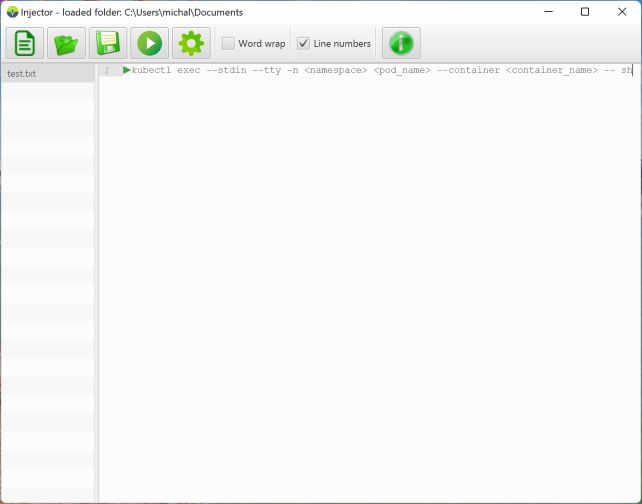 Injector - loaded folder: C:\Users\michal\Documents
Word wrap
Line numbers
test.txt
1
kubectl exec --stdin --tty -n <namespace> <pod_name> --container <container_name> -- sh